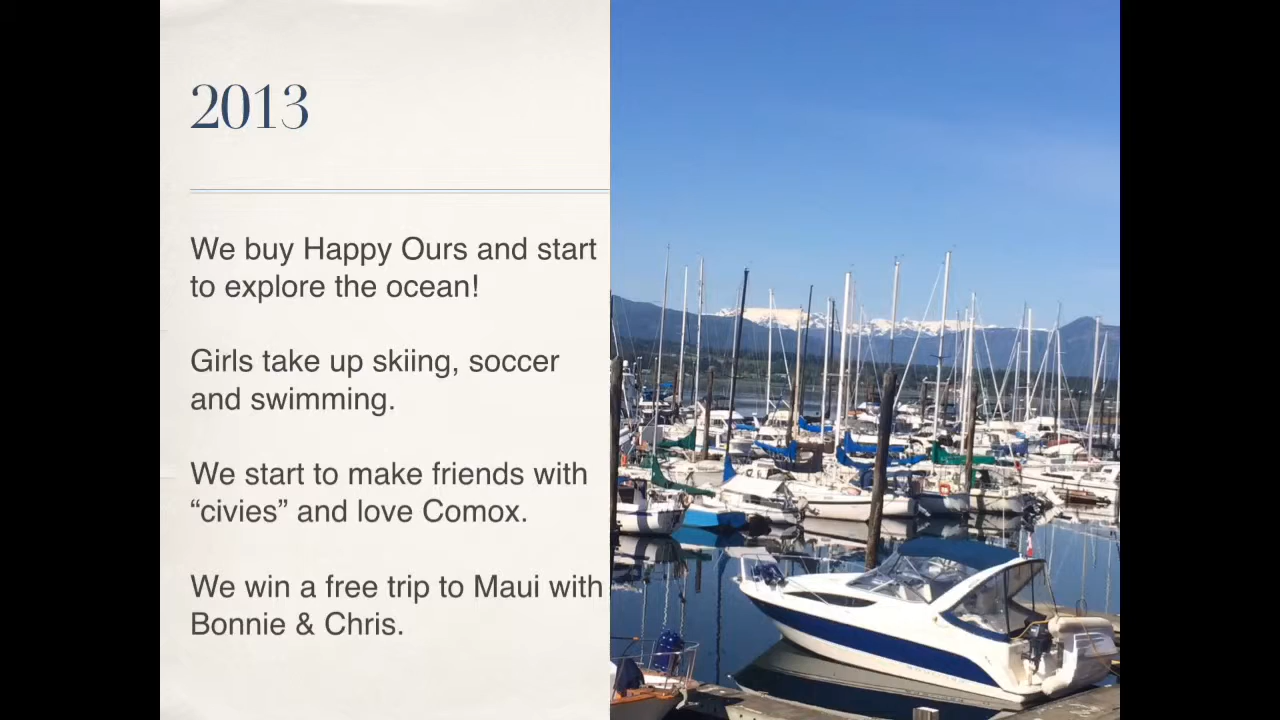 2013
We buy Happy Ours and start
to explore the ocean!
Girls take up skiing, soccer
and swimming.
We start to make friends with
“civies” and love Comox.
We win a free trip to Maui with
Bonnie & Chris.